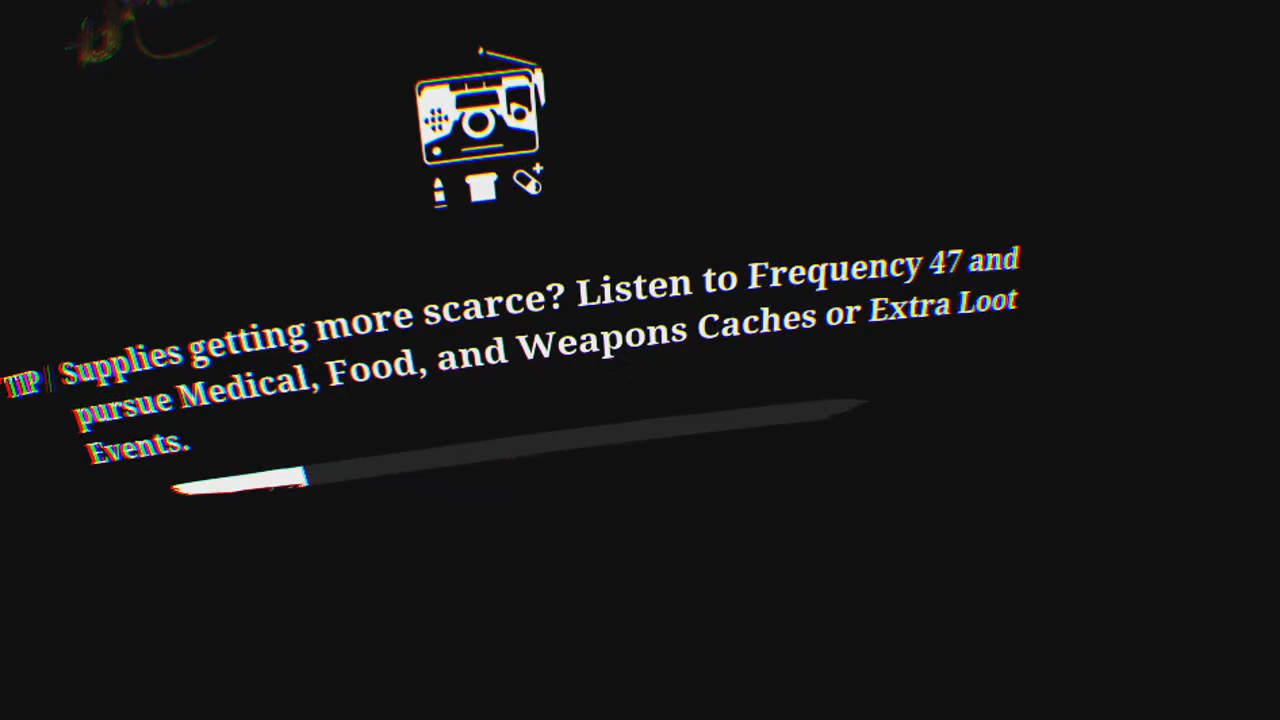 TIP | Supplies getting more scarce? Listen to Frequency 47 and
pursue Medical, Food, and Weapons Caches or Extra Loot
Events.